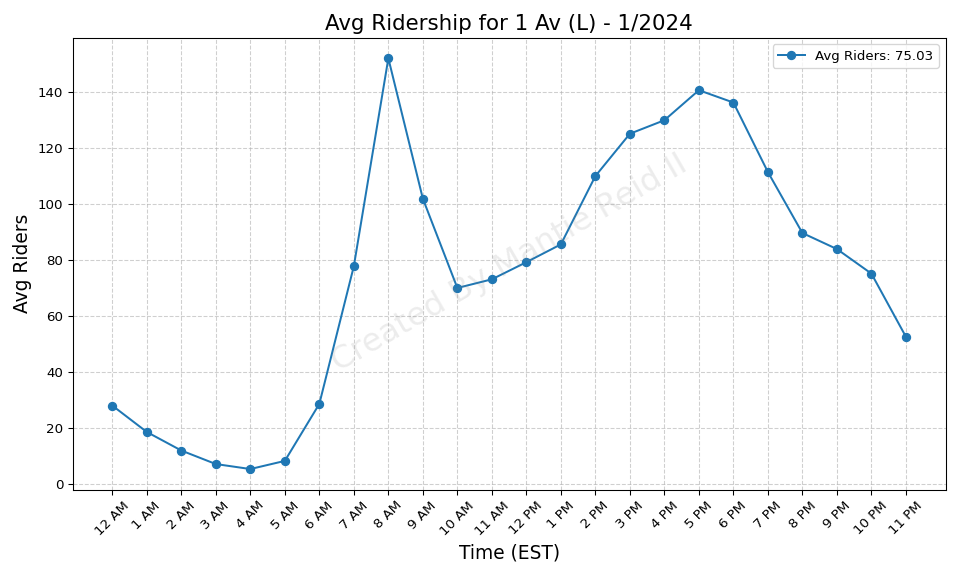 Avg Ridership for 1 Av (L) - 1/2024
Avg Riders: 75.03
Avg Riders
140
120
100
80
60
40
20
0
Created By Mantie Reid II
12 AM
1 AM
2 AM
3 AM
4 AM
5 AM
6 AM
7 AM
8 AM
9 AM
10 AM
11 AM
12 PM
1 PM
2 PM
3 PM
4 PM
5 PM
6 PM
7 PM
8 PM
9 PM
10 PM
11 PM
Time (EST)